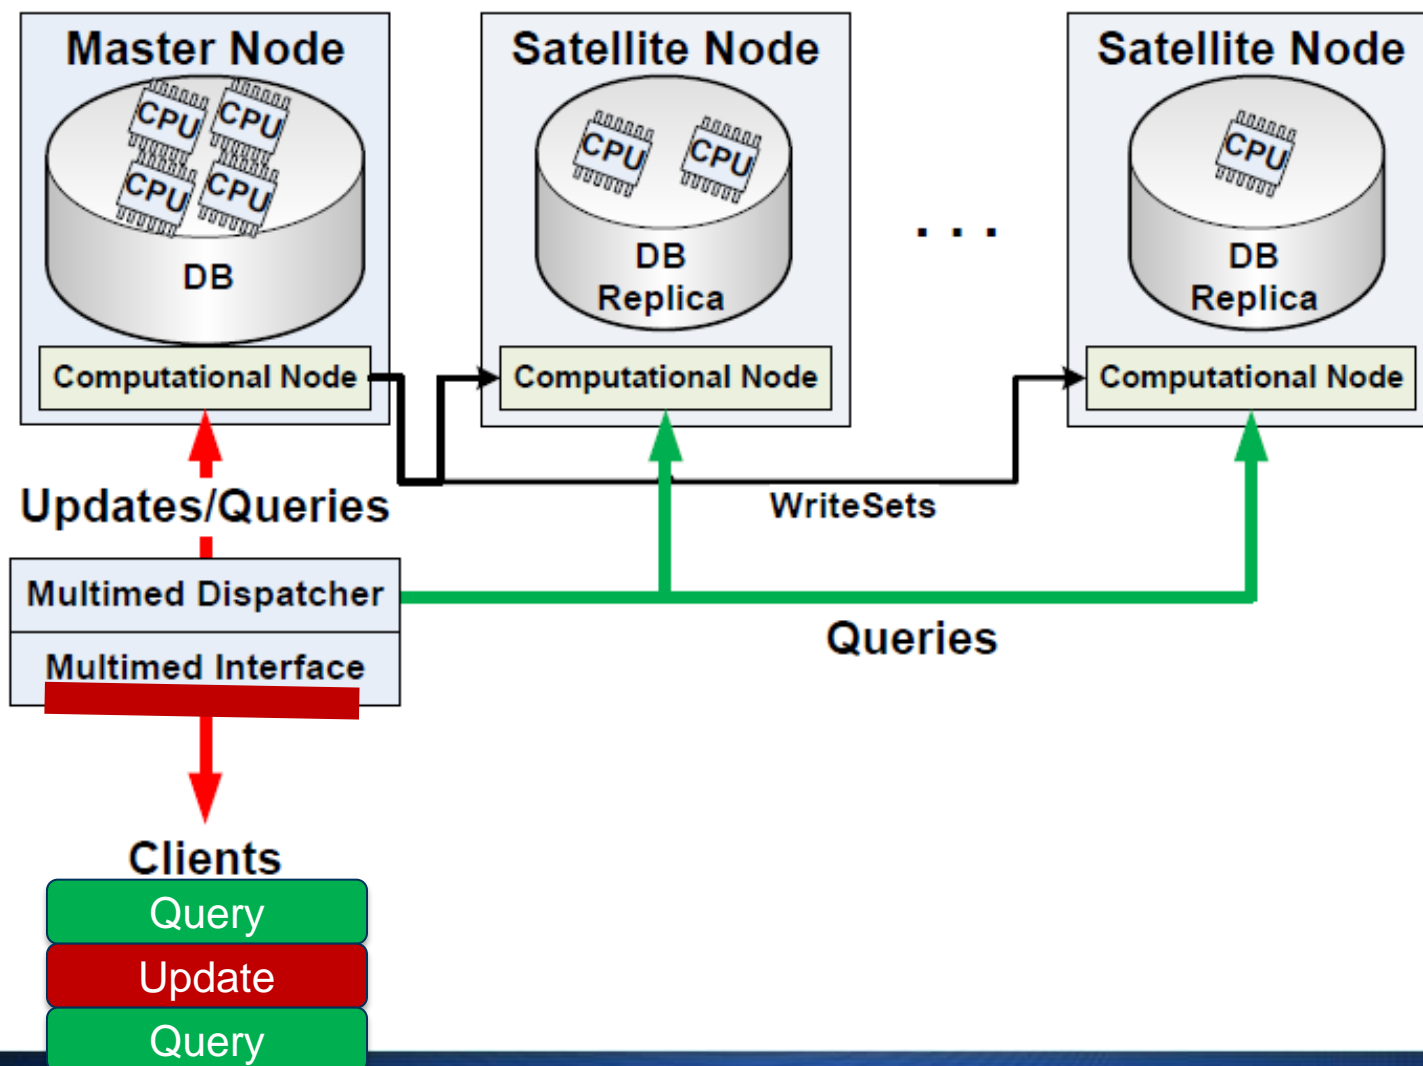 Master Node
CPU
CPU
CPU
CPU
DB
Computational Node
Satellite Node
CPU
CPU
DB
Replica
Computational Node
. . .
Satellite Node
CPU
DB
Replica
Computational Node
Updates/Queries
WriteSets
Multimed Dispatcher
Multimed Interface
Queries
Clients
Query
Update
Query